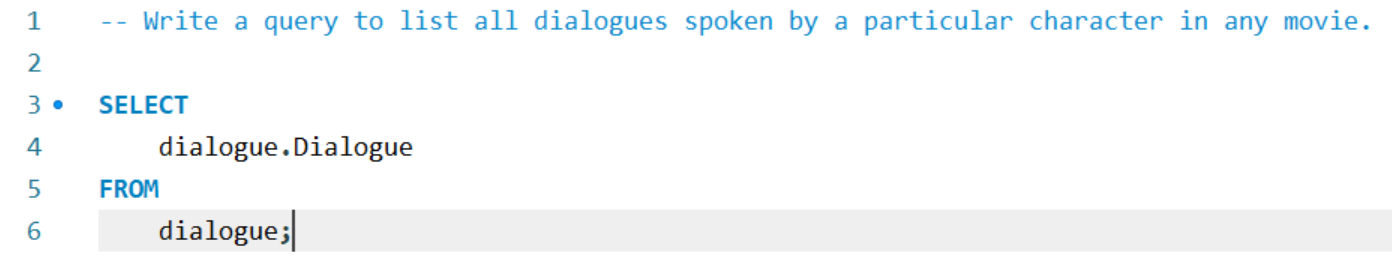 1 -- Write a query to list all dialogues spoken by a particular character in any movie.
2
3 SELECT
4 dialogue.Dialogue
5 FROM
6 dialogue;